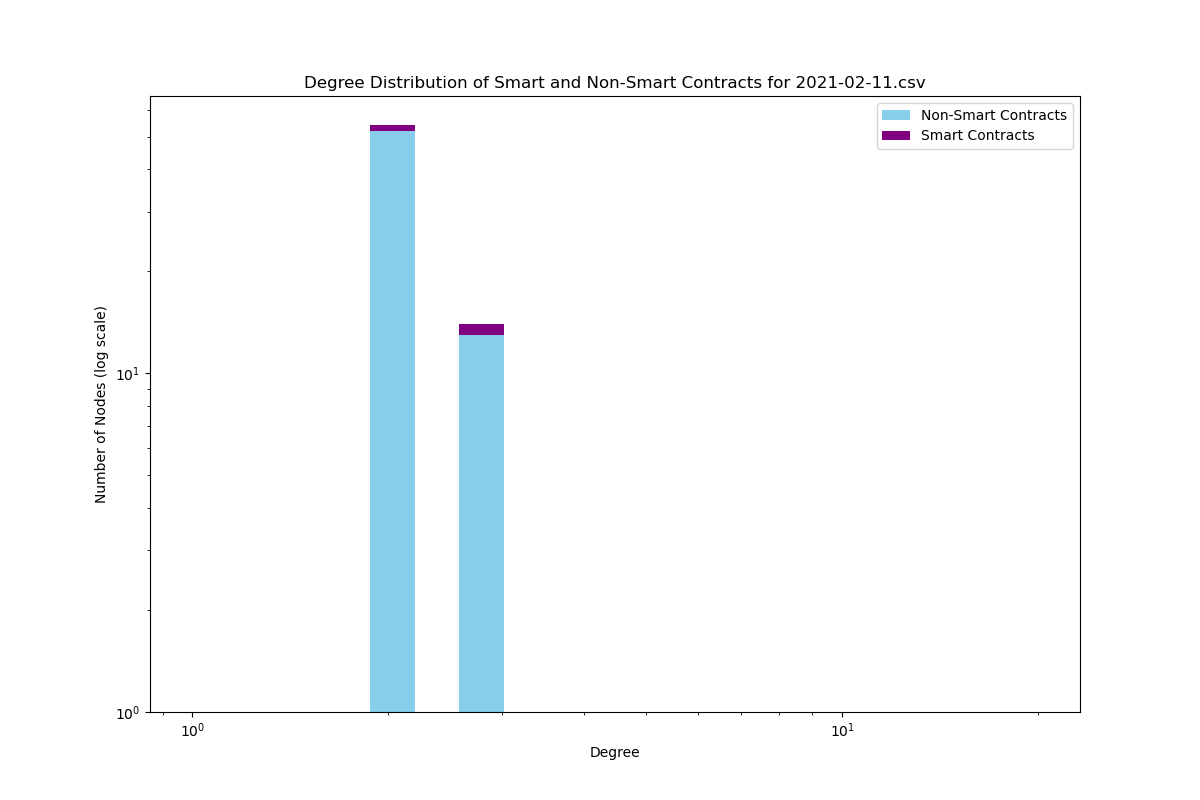 Degree Distribution of Smart and Non-Smart Contracts for 2021-02-11.csv
Non-Smart Contracts
Smart Contracts
Number of Nodes (log scale)
10¹
10⁰
10⁰
10¹
Degree